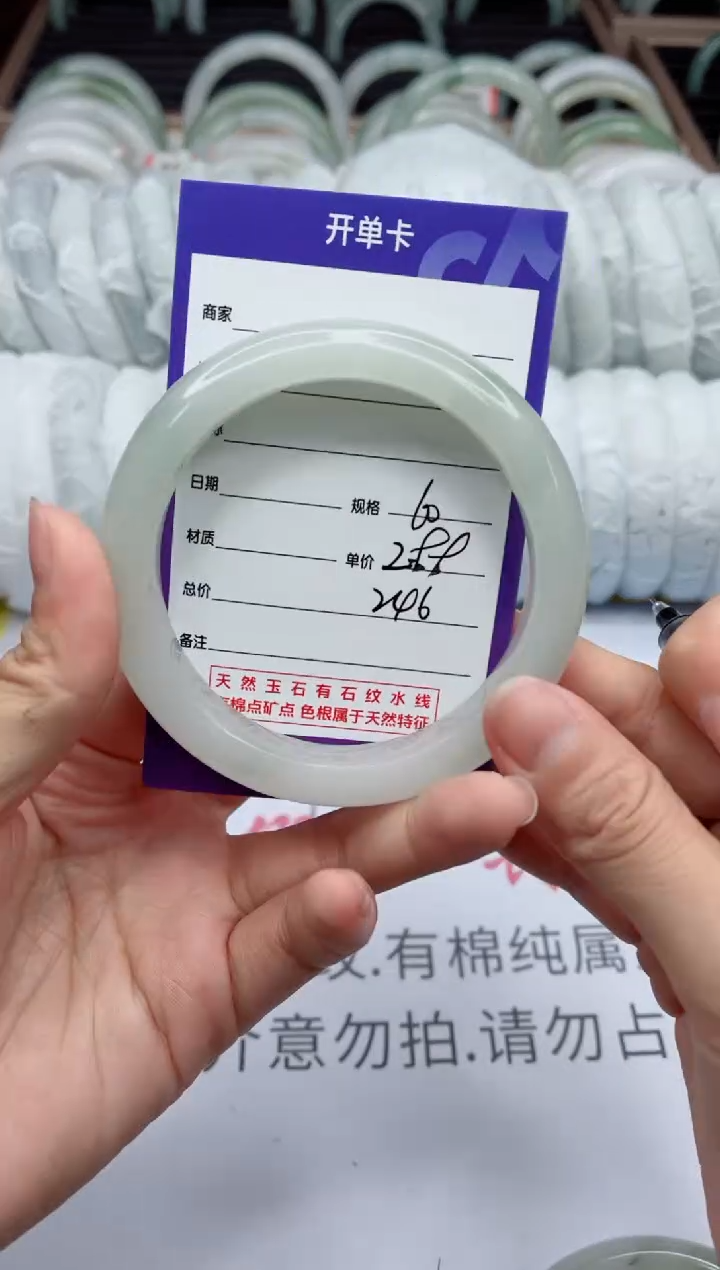 开单卡
商家
日期
规格 60
材质
单价 288
总价 246
备注
天然玉石有石纹水线
棉点矿点 色根属于天然特征
.有棉纯属
介意勿拍.请勿占